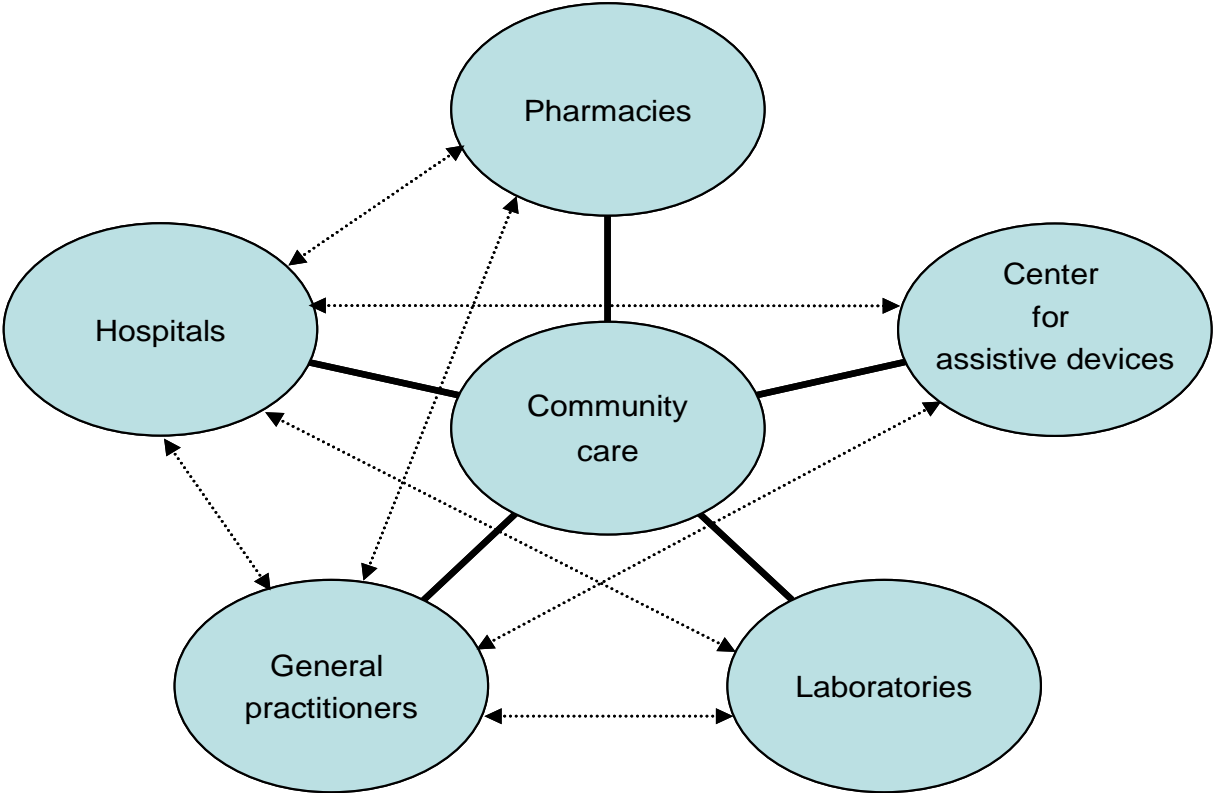 Pharmacies
Hospitals
Center
for
assistive devices
Community
care
General
practitioners
Laboratories